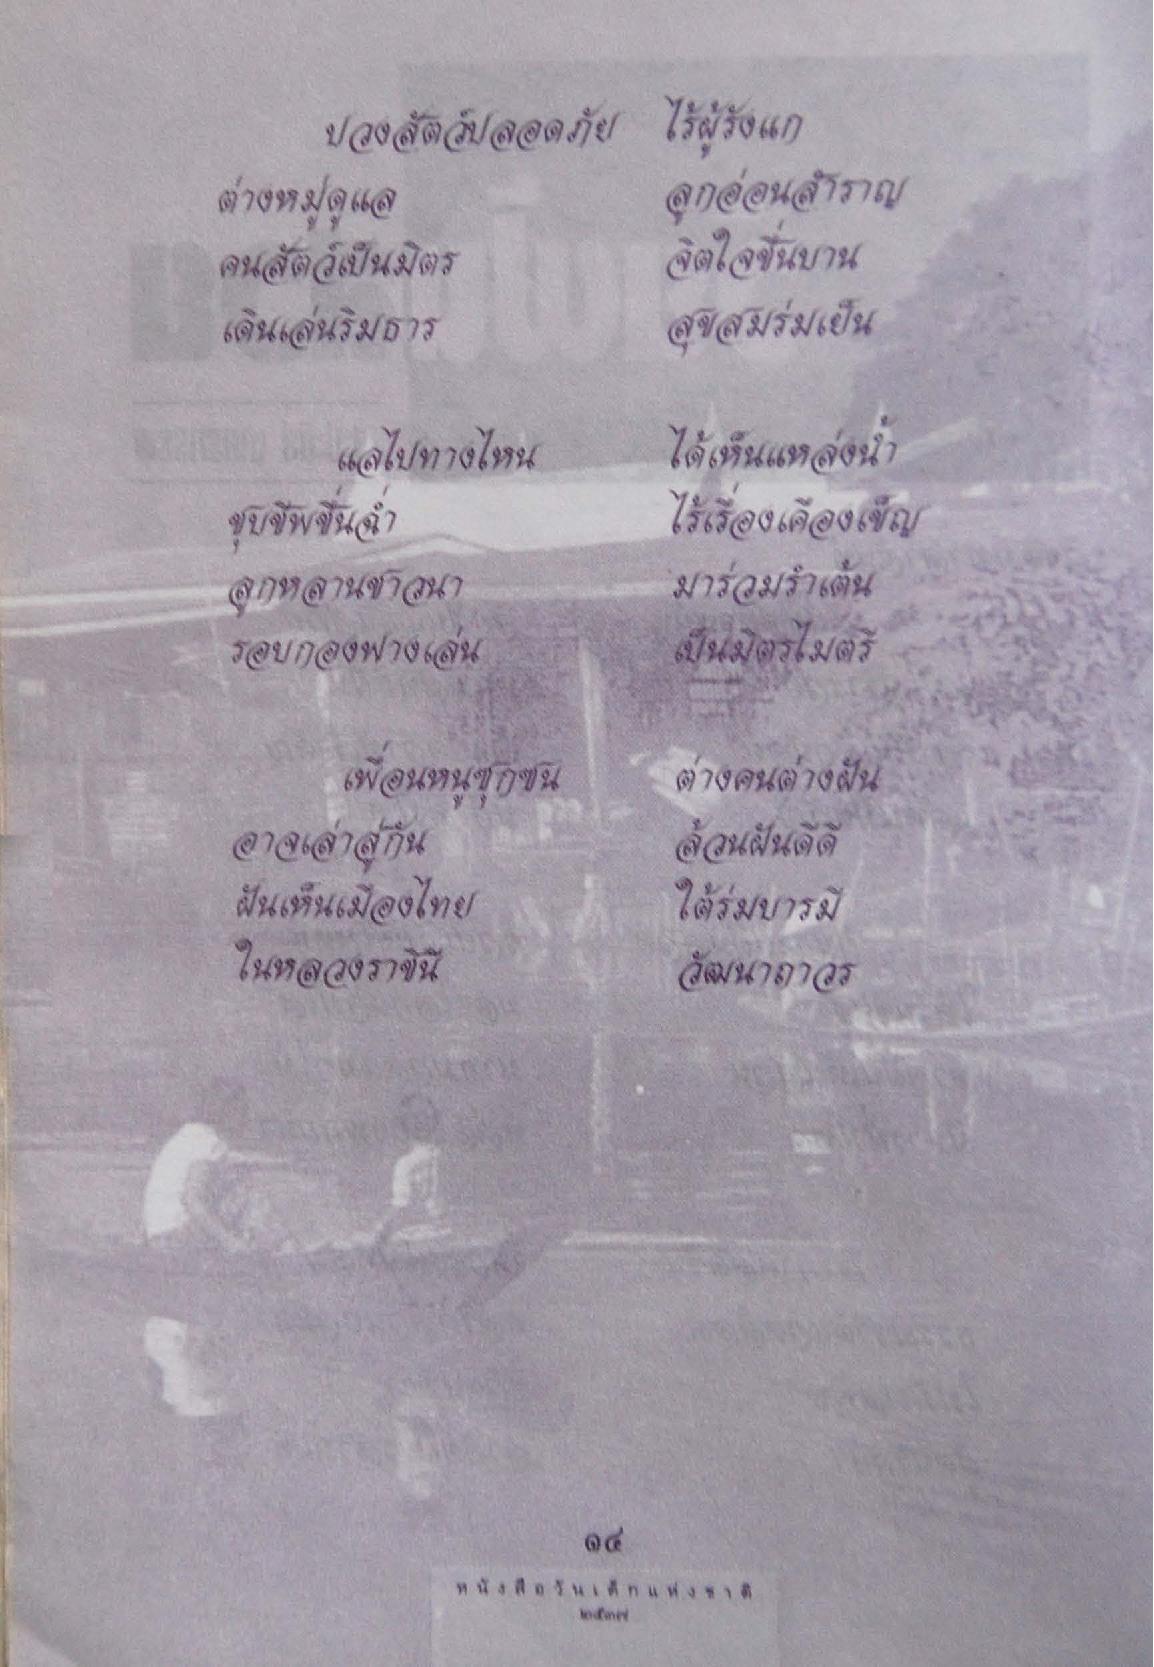 ปวงสัตว์ปลอดภัย ไร้ผู้รังแก
ต่างหมู่ดูแล ลูกอ่อนสำราญ
คนสัตว์เป็นมิตร จิตใจชื่นบาน
เดินเล่นริมธาร สุขสมร่มเย็น
แลไปทางไหน ได้เห็นแหล่งน้ำ
ชุบชีพชื่นฉ่ำ ไร้เรื่องเคืองเข็ญ
ลูกหลานชาวนา มาร่วมรำเต้น
รอบกองฟางเล่น เป็นมิตรไมตรี
เพื่อนหนูซุกซน ต่างคนต่างฝัน
อาจเล่าสู่กัน ล้วนฝันดีดี
ฝันเห็นเมืองไทย ใต้ร่มบารมี
ในหลวงราชินี วัฒนาถาวร
๑๔
หนังสือวันเด็กแห่งชาติ
๒๕๓๗